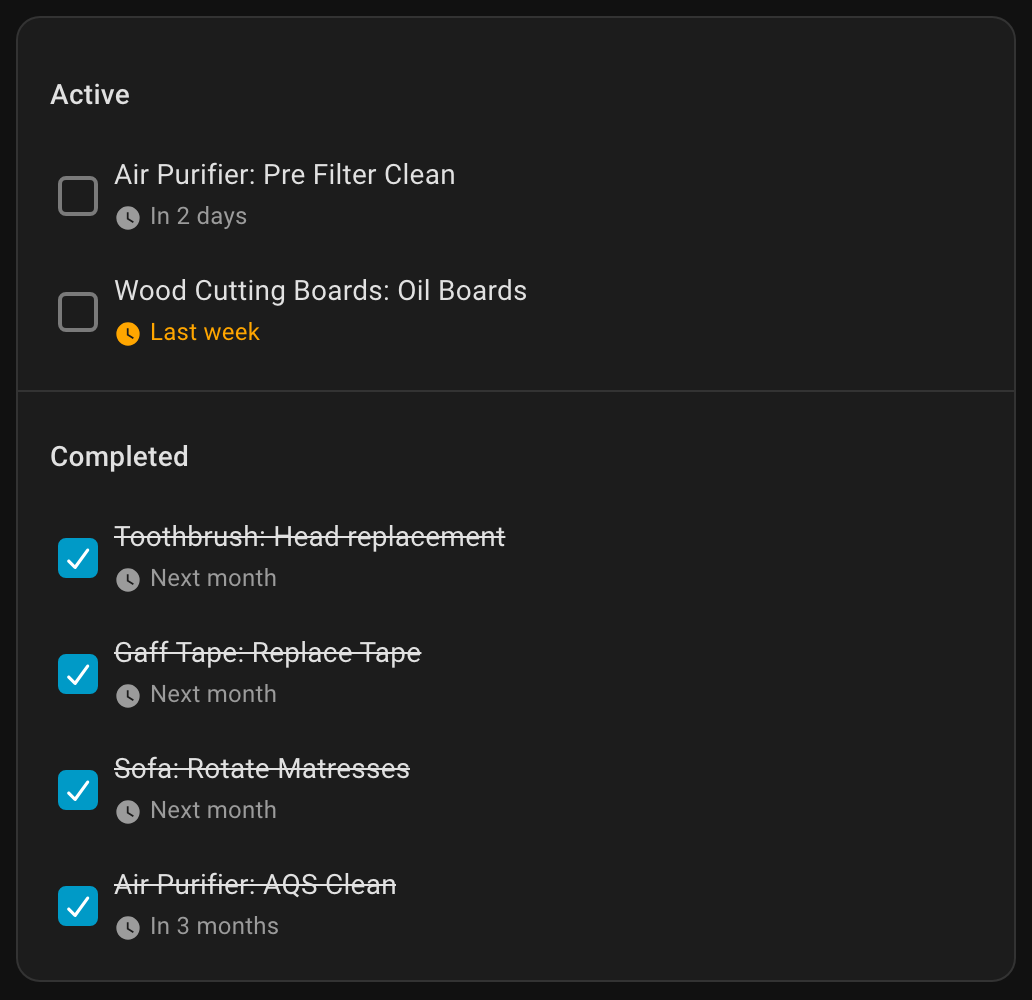 Active
Air Purifier: Pre Filter Clean
In 2 days
Wood Cutting Boards: Oil Boards
Last week
Completed
Toothbrush: Head replacement
Next month
Gaff Tape: Replace Tape
Next month
Sofa: Rotate Matresses
Next month
Air Purifier: AQS Clean
In 3 months